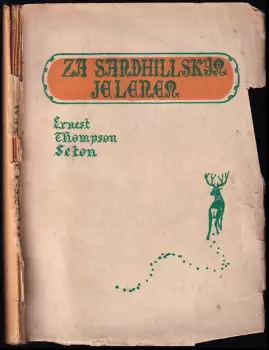 ZA SANDHILLSKÝM
JELENEM
Ernest
Thompson
Seton